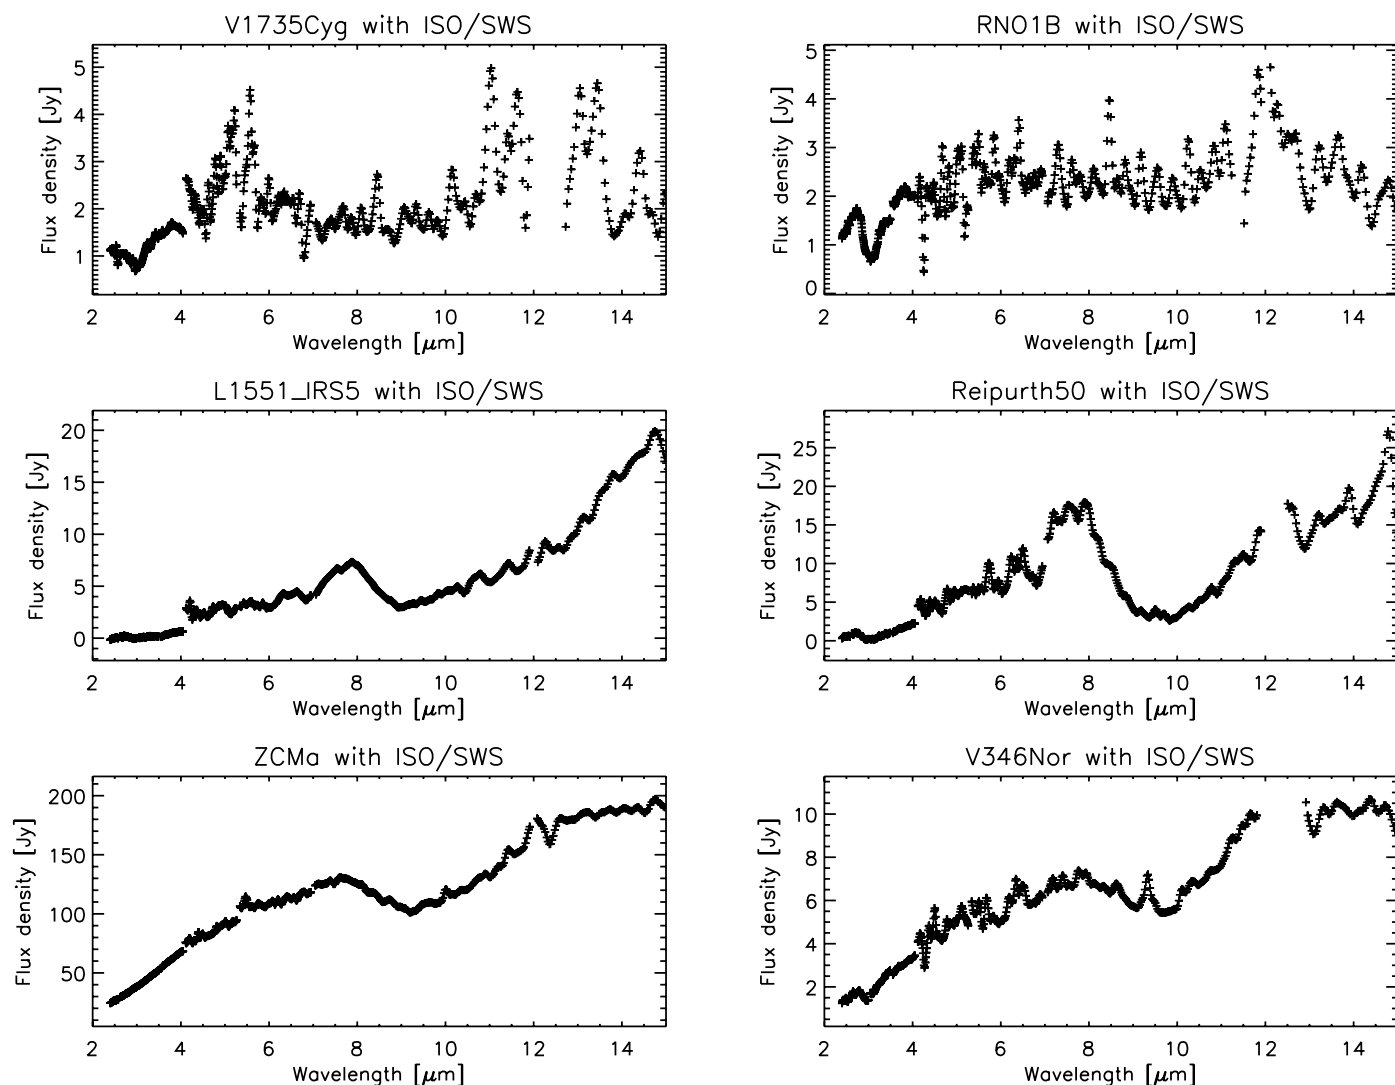 V1735Cyg with ISO/SWS
Flux density [Jy]
5
4
3
2
1
2 4 6 8 10 12 14
Wavelength [μm]
RNO1B with ISO/SWS
Flux density [Jy]
5
4
3
2
1
0
2 4 6 8 10 12 14
Wavelength [μm]
L1551_IRS5 with ISO/SWS
Flux density [Jy]
20
15
10
5
0
2 4 6 8 10 12 14
Wavelength [μm]
Reipurth50 with ISO/SWS
Flux density [Jy]
25
20
15
10
5
0
2 4 6 8 10 12 14
Wavelength [μm]
ZCMa with ISO/SWS
Flux density [Jy]
200
150
100
50
2 4 6 8 10 12 14
Wavelength [μm]
V346Nor with ISO/SWS
Flux density [Jy]
10
8
6
4
2
2 4 6 8 10 12 14
Wavelength [μm]